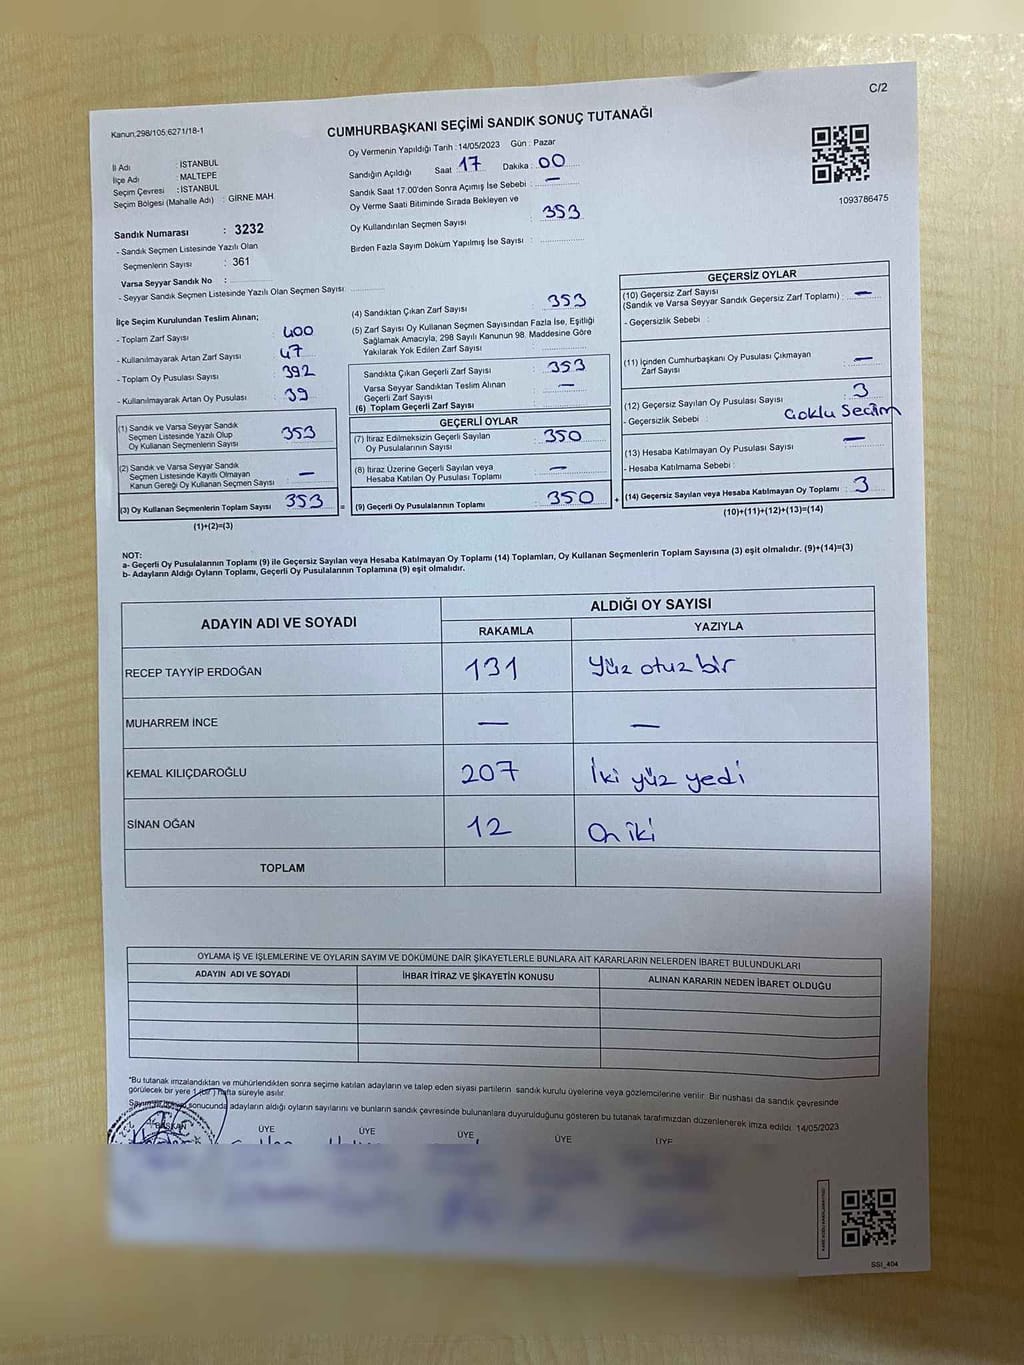 C/2
Kanun;298/105;6271/18-1
CUMHURBAŞKANI SEÇİMİ SANDIK SONUÇ TUTANAĞI
İl Adı : İSTANBUL
İlçe Adı : MALTEPE
Seçim Çevresi : İSTANBUL
Seçim Bölgesi (Mahalle Adı) : GIRNE MAH.
Oy Vermenin Yapıldığı Tarih :14/05/2023 Gün : Pazar
Sandığın Açıldığı Saat 17 Dakika : 00
Sandık Saat 17:00'den Sonra Açımış İse Sebebi : —
Oy Verme Saati Bitiminde Sırada Bekleyen ve
Oy Kullandırılan Seçmen Sayısı 353
Birden Fazla Sayım Döküm Yapılmış İse Sayısı :
1093786475
Sandık Numarası : 3232
- Sandık Seçmen Listesinde Yazılı Olan
Seçmenlerin Sayısı : 361
Varsa Seyyar Sandık No :
- Seyyar Sandık Seçmen Listesinde Yazılı Olan Seçmen Sayısı:
İlçe Seçim Kurulundan Teslim Alınan;
- Toplam Zarf Sayısı : 400
- Kullanılmayarak Artan Zarf Sayısı : 47
- Toplam Oy Pusulası Sayısı : 392
- Kullanılmayarak Artan Oy Pusulası : 39
(1) Sandık ve Varsa Seyyar Sandık
Seçmen Listesinde Yazılı Olup
Oy Kullanan Seçmenlerin Sayısı : 353
(2) Sandık ve Varsa Seyyar Sandık
Seçmen Listesinde Kayıtlı Olmayan
Kanun Gereği Oy Kullanan Seçmen Sayısı : —
(3) Oy Kullanan Seçmenlerin Toplam Sayısı : 353
(1)+(2)=(3)
=
(4) Sandıktan Çıkan Zarf Sayısı : 353
(5) Zarf Sayısı Oy Kullanan Seçmen Sayısından Fazla İse, Eşitliği
Sağlamak Amacıyla, 298 Sayılı Kanunun 98. Maddesine Göre
Yakılarak Yok Edilen Zarf Sayısı :
Sandıkta Çıkan Geçerli Zarf Sayısı : 353
Varsa Seyyar Sandıktan Teslim Alınan
Geçerli Zarf Sayısı : —
(6) Toplam Geçerli Zarf Sayısı :
GEÇERLİ OYLAR
(7) İtiraz Edilmeksizin Geçerli Sayılan
Oy Pusulalarının Sayısı : 350
(8) İtiraz Üzerine Geçerli Sayılan veya
Hesaba Katılan Oy Pusulası Toplamı : —
(9) Geçerli Oy Pusulalarının Toplamı : 350
+
GEÇERSİZ OYLAR
(10) Geçersiz Zarf Sayısı
(Sandık ve Varsa Seyyar Sandık Geçersiz Zarf Toplamı) : —
- Geçersizlik Sebebi :
(11) İçinden Cumhurbaşkanı Oy Pusulası Çıkmayan
Zarf Sayısı : —
(12) Geçersiz Sayılan Oy Pusulası Sayısı : 3
- Geçersizlik Sebebi : Çoklu Seçim
(13) Hesaba Katılmayan Oy Pusulası Sayısı : —
- Hesaba Katılmama Sebebi :
(14) Geçersiz Sayılan veya Hesaba Katılmayan Oy Toplamı : 3
(10)+(11)+(12)+(13)=(14)
NOT:
a- Geçerli Oy Pusulalarının Toplamı (9) ile Geçersiz Sayılan veya Hesaba Katılmayan Oy Toplamı (14) Toplamları, Oy Kullanan Seçmenlerin Toplam Sayısına (3) eşit olmalıdır. (9)+(14)=(3)
b- Adayların Aldığı Oyların Toplamı, Geçerli Oy Pusulalarının Toplamına (9) eşit olmalıdır.
ADAYIN ADI VE SOYADI
ALDIĞI OY SAYISI
RAKAMLA YAZIYLA
RECEP TAYYİP ERDOĞAN 131 Yüz otuz bir
MUHARREM İNCE — —
KEMAL KILIÇDAROĞLU 207 İki yüz yedi
SİNAN OĞAN 12 On iki
TOPLAM
OYLAMA İŞ VE İŞLEMLERİNE VE OYLARIN SAYIM VE DÖKÜMÜNE DAİR ŞİKAYETLERLE BUNLARA AİT KARARLARIN NELERDEN İBARET BULUNDUKLARI
ADAYIN ADI VE SOYADI İHBAR İTİRAZ VE ŞİKAYETİN KONUSU ALINAN KARARIN NEDEN İBARET OLDUĞU
*Bu tutanak imzalandıktan ve mühürlendikten sonra seçime katılan adayların ve talep eden siyasi partilerin sandık kurulu üyelerine veya gözlemcilerine verilir. Bir nüshası da sandık çevresinde
görülecek bir yere 1 (bir) hafta süreyle asılır.
sonucunda adayların aldığı oyların sayılarını ve bunların sandık çevresinde bulunanlara duyurulduğunu gösteren bu tutanak tarafımızdan düzenlenerek imza edildi. 14/05/2023
BAŞKAN ÜYE ÜYE ÜYE ÜYE ÜYE
SSI_404